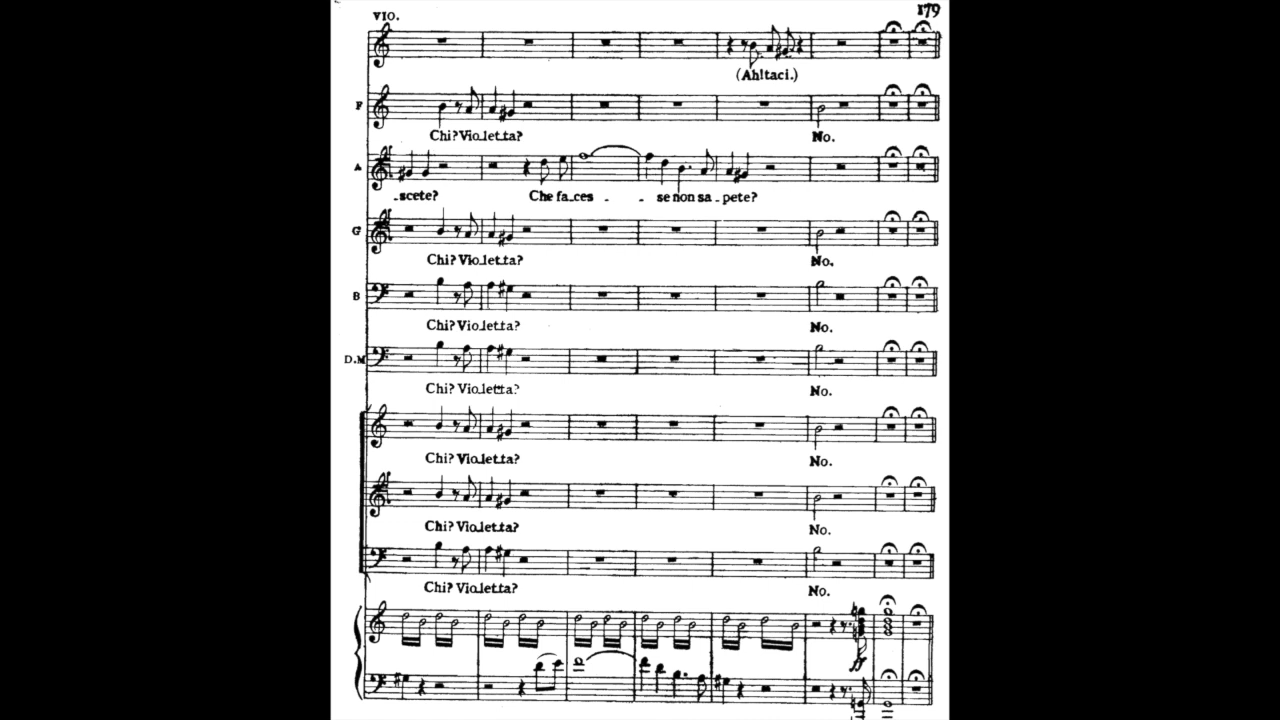 179
VIO.
(Ah!taci.)
F
Chi? Violetta? No.
A
-scete? Che fa-ces - - se non sa-pete?
G
Chi? Violetta? No.
B
Chi? Violetta? No.
D.M
Chi? Violetta? No.
Chi? Violetta? No.
Chi? Violetta? No.
Chi? Violetta? No.
ff